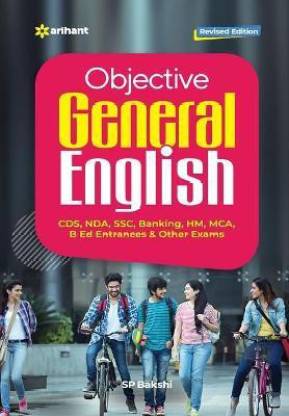 arihant
Revised Edition
Objective
General
English
CDS, NDA, SSC, Banking, HM, MCA,
B Ed Entrances & Other Exams
SP Bakshi